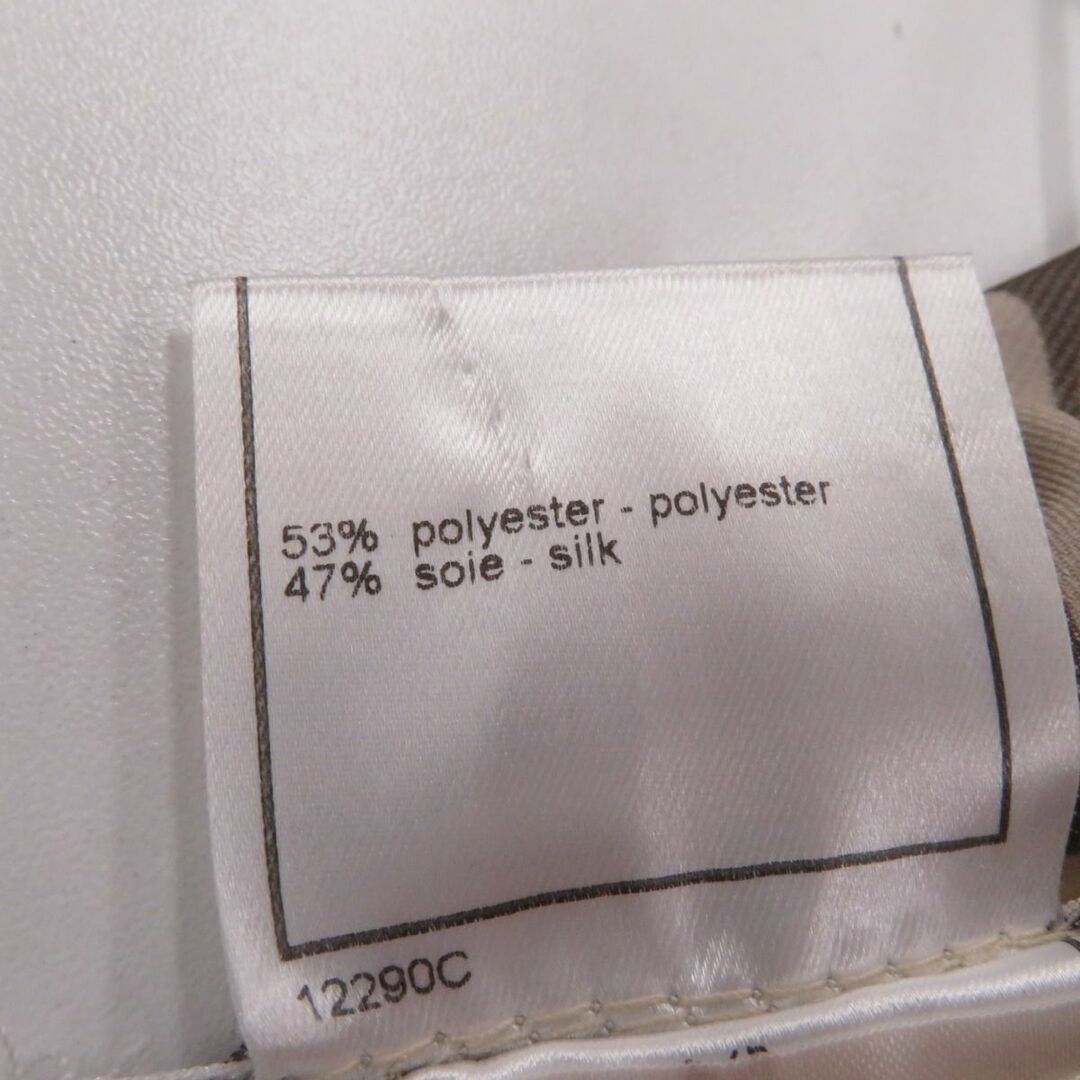 53% polyester - polyester
47% soie - silk
12290C